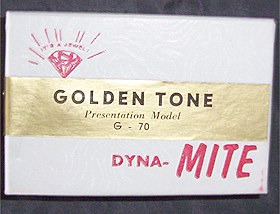 IT'S A JEWEL!
GOLDEN TONE
Presentation Model
G - 70
DYNA-MITE